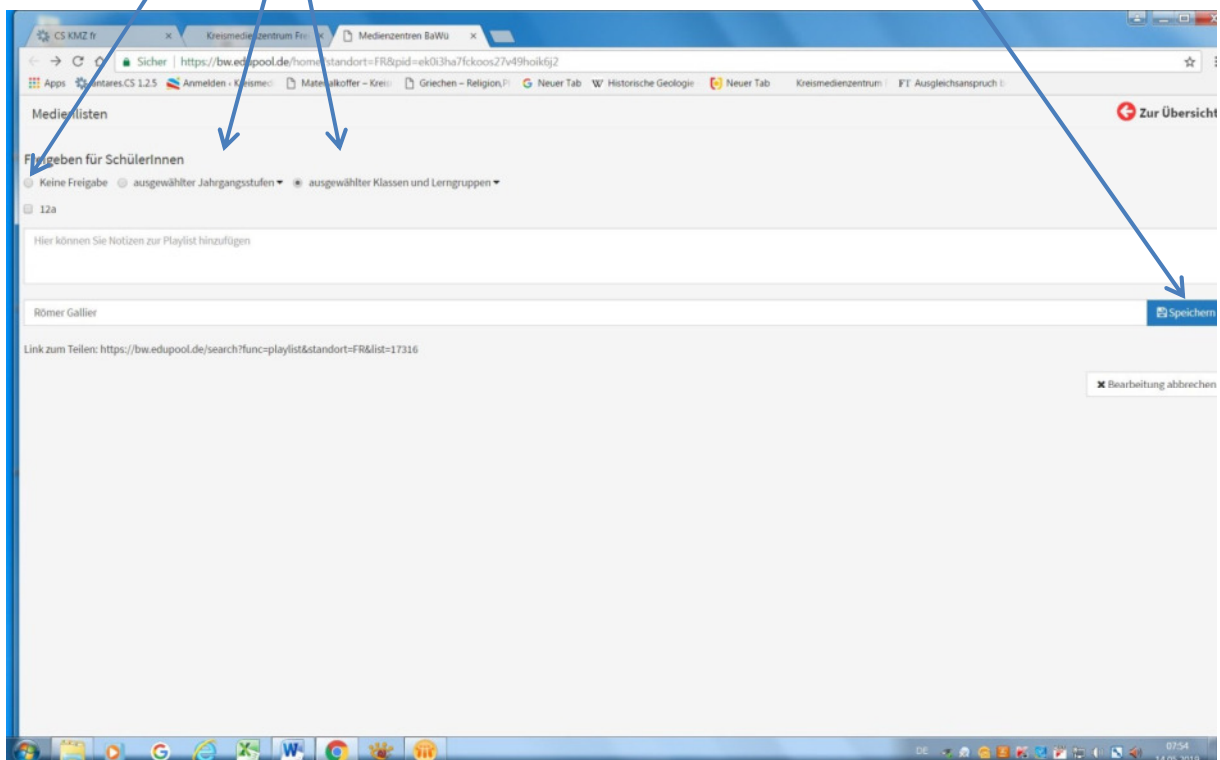 CS KMZ fr
Kreismedienzentrum Fre
Medienzentren BaWü
Sicher | https://bw.edupool.de/home?standort=FR&pid=ek0i3ha7fckoos27v49hoik6j2
Apps antares.CS 1.2.5 Anmelden ‹ Kreismed Materialkoffer – Kreis Griechen – Religion, Neuer Tab Historische Geologie Neuer Tab Kreismedienzentrum FT Ausgleichsanspruch
Medienlisten
Zur Übersicht
Freigeben für SchülerInnen
Keine Freigabe ausgewählter Jahrgangsstufen ausgewählter Klassen und Lerngruppen
12a
Hier können Sie Notizen zur Playlist hinzufügen
Römer Gallier
Speichern
Link zum Teilen: https://bw.edupool.de/search?func=playlist&standort=FR&list=17316
Bearbeitung abbrechen
DE
07:54
14.05.2019